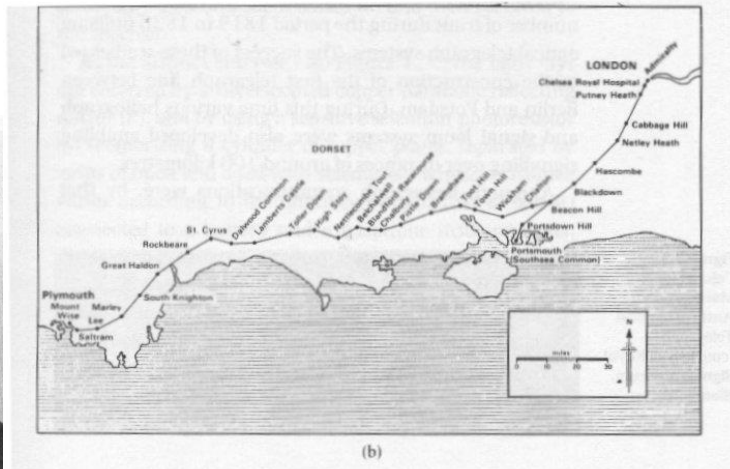 LONDON
Admiralty
Chelsea Royal Hospital
Putney Heath
Cabbage Hill
Netley Heath
Hascombe
Blackdown
Beacon Hill
Portsdown Hill
Portsmouth
(Southsea Common)
DORSET
Chalton
Wickham
Town Hill
Toot Hill
Bramshaw
Pistle Down
Chalbury
Blandford Racecourse
Belchalwell
Nettlecombe Tout
High Stoy
Toller Down
Lamberts Castle
Dalwood Common
St. Cyrus
Rockbeare
Great Haldon
South Knighton
Marley
Lee
Saltram
Plymouth
Mount
Wise
N
miles
0 10 20 30
(b)